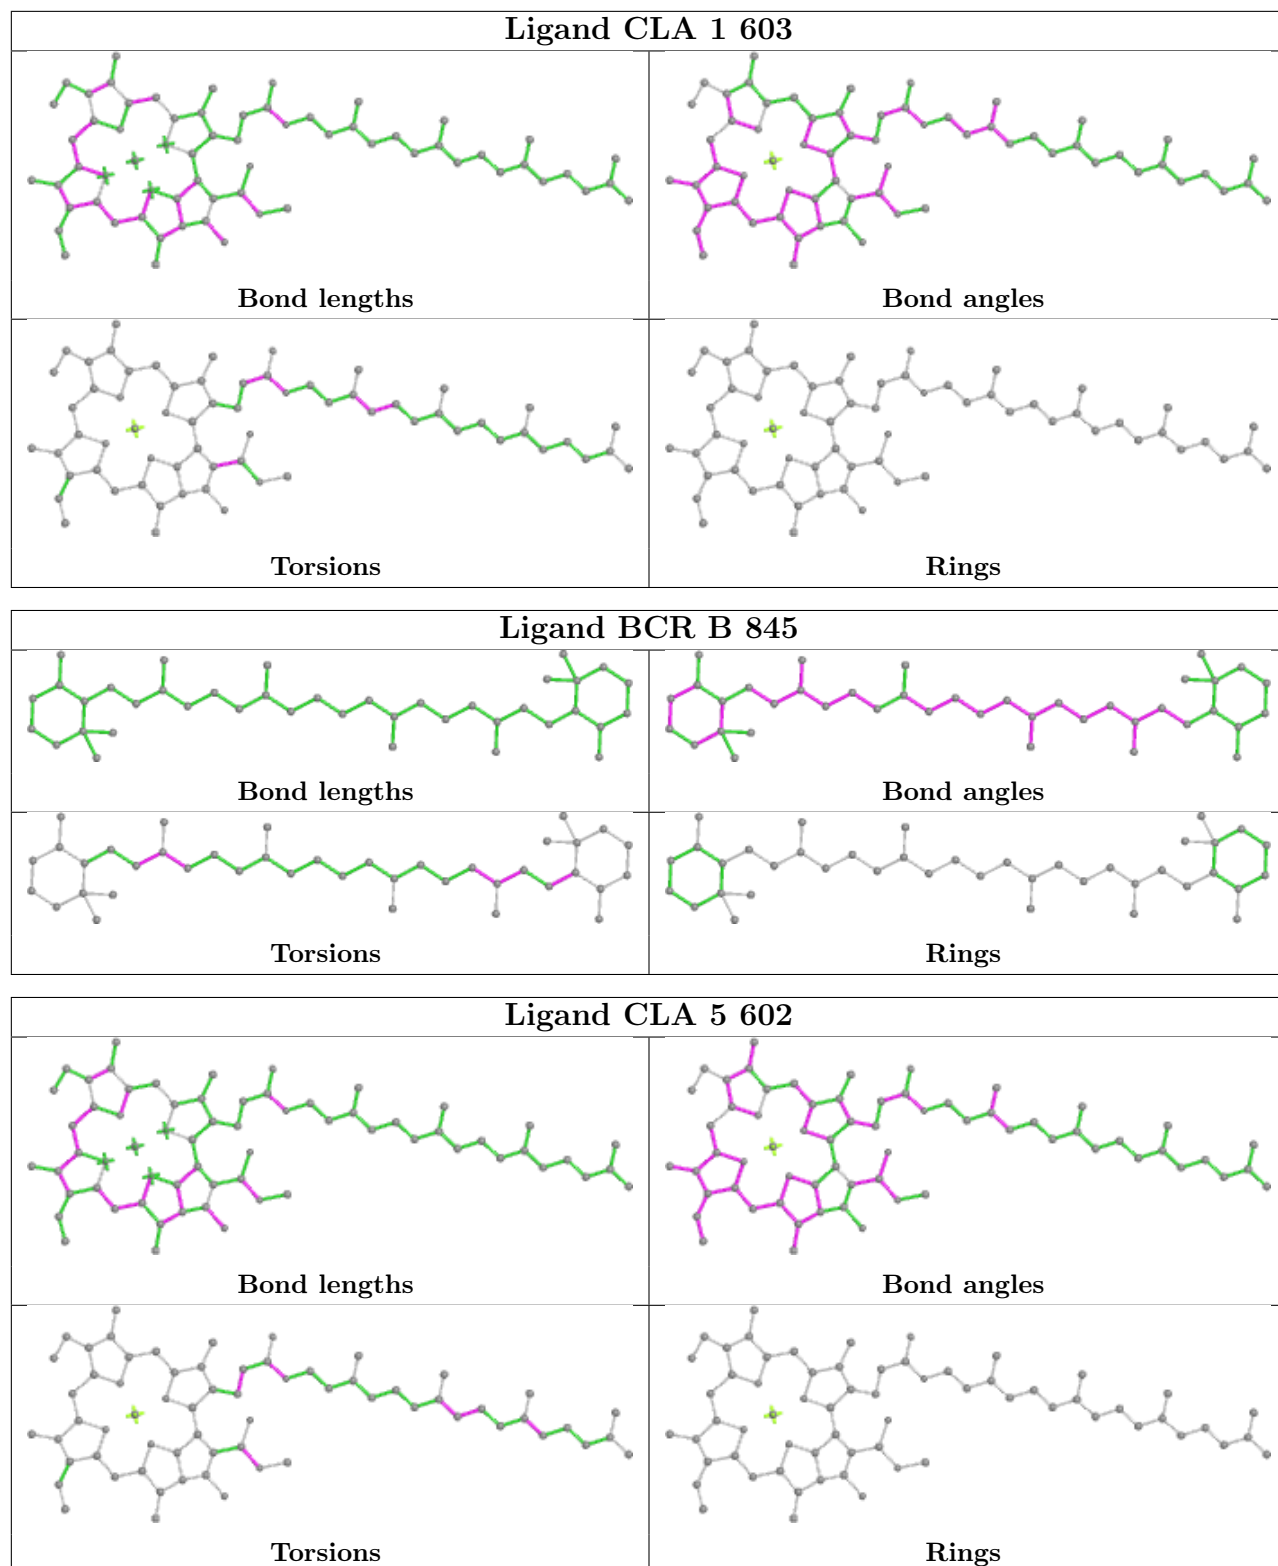 Ligand CLA 1 603
Bond lengths Bond angles
Torsions Rings
Ligand BCR B 845
Bond lengths Bond angles
Torsions Rings
Ligand CLA 5 602
Bond lengths Bond angles
Torsions Rings